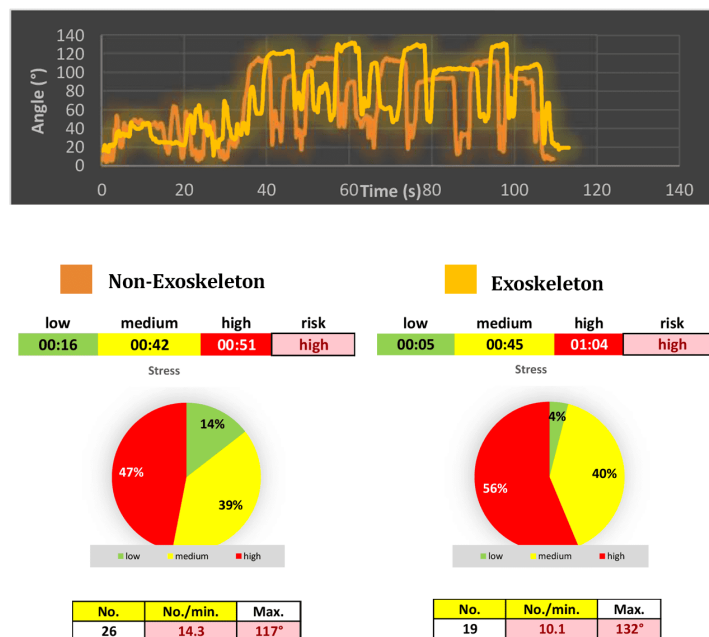 140
120
100
80
60
40
20
0
Angle (°)
0 20 40 60 80 100 120 140
Time (s)
Non-Exoskeleton Exoskeleton
low medium high risk
00:16 00:42 00:51 high
low medium high risk
00:05 00:45 01:04 high
Stress
14%
47%
39%
low medium high
Stress
4%
40%
56%
low medium high
No. No./min. Max.
26 14.3 117°
No. No./min. Max.
19 10.1 132°